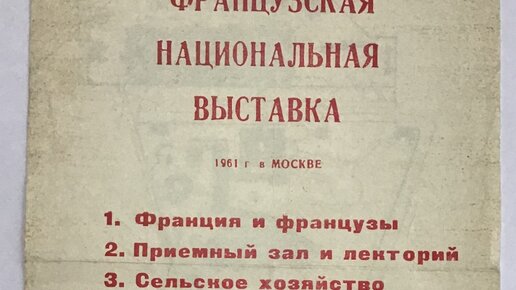 ФРАНЦУЗСКАЯ
НАЦИОНАЛЬНАЯ
ВЫСТАВКА
1961 г в МОСКВЕ
1. Франция и французы
2. Приемный зал и лекторий
3. Сельское хозяйство